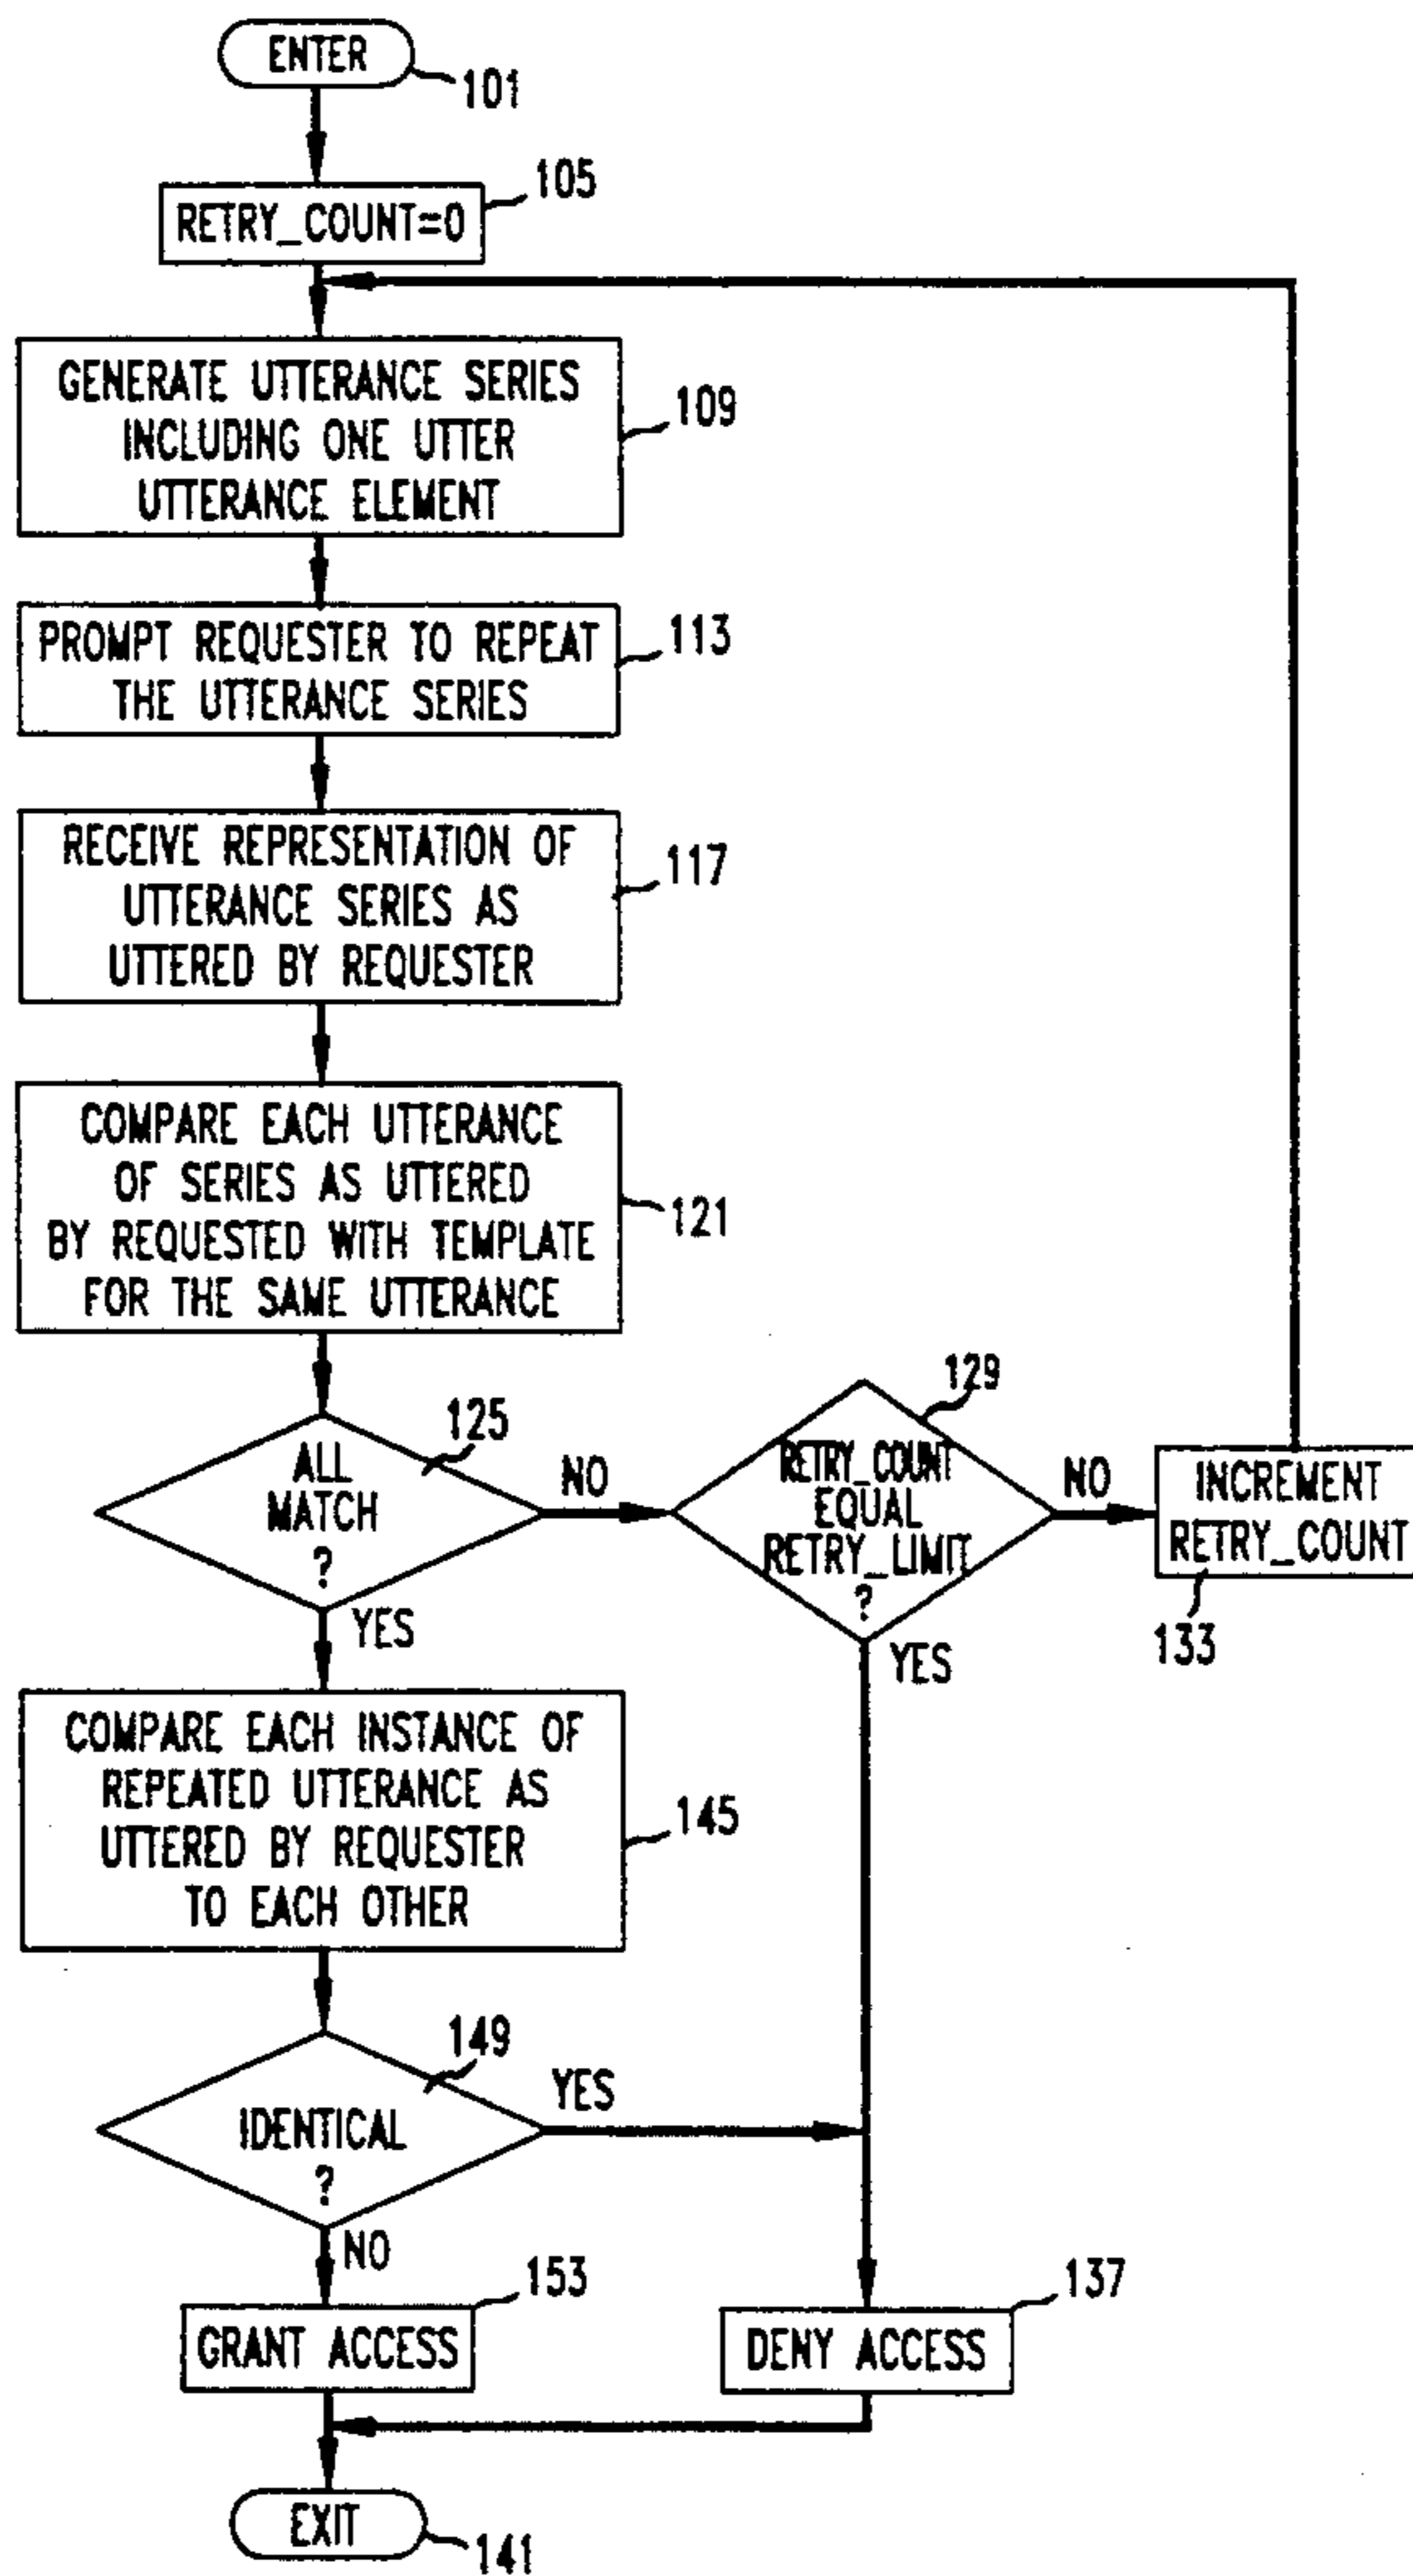 ENTER
101
105
RETRY_COUNT=0
GENERATE UTTERANCE SERIES
INCLUDING ONE UTTER
UTTERANCE ELEMENT
109
PROMPT REQUESTER TO REPEAT
THE UTTERANCE SERIES
113
RECEIVE REPRESENTATION OF
UTTERANCE SERIES AS
UTTERED BY REQUESTER
117
COMPARE EACH UTTERANCE
OF SERIES AS UTTERED
BY REQUESTED WITH TEMPLATE
FOR THE SAME UTTERANCE
121
125
ALL
MATCH
?
NO
YES
129
RETRY_COUNT
EQUAL
RETRY_LIMIT
?
NO
YES
INCREMENT
RETRY_COUNT
133
COMPARE EACH INSTANCE OF
REPEATED UTTERANCE AS
UTTERED BY REQUESTER
TO EACH OTHER
145
149
IDENTICAL
?
YES
NO
153
GRANT ACCESS
137
DENY ACCESS
EXIT
141